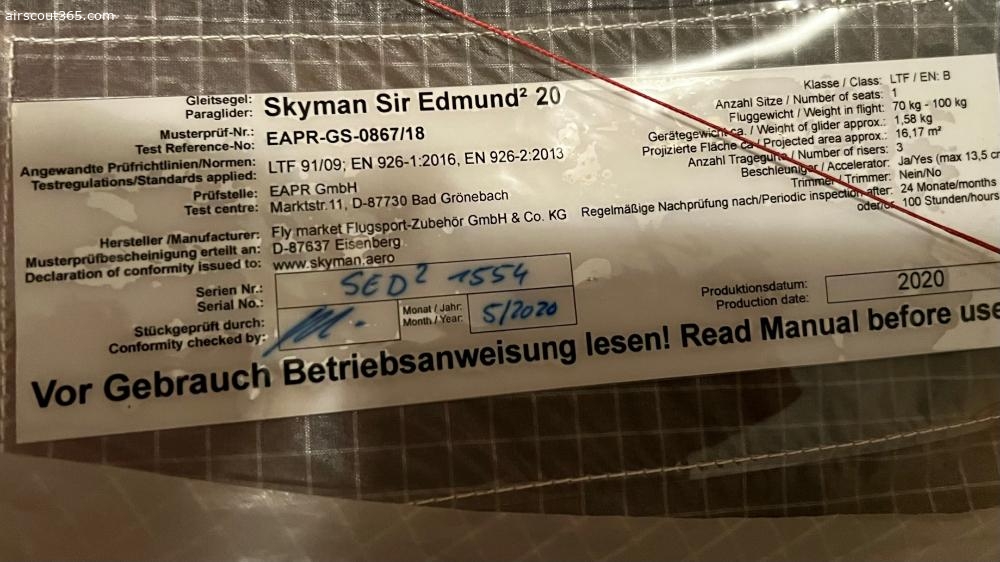 airscout365.com
Gleitsegel: Skyman Sir Edmund² 20
Paraglider:
Musterprüf-Nr.: EAPR-GS-0867/18
Test Reference-No:
Angewandte Prüfrichtlinien/Normen: LTF 91/09; EN 926-1:2016, EN 926-2:2013
Testregulations/Standards applied:
Prüfstelle: EAPR GmbH
Test centre: Marktstr.11, D-87730 Bad Grönebach
Hersteller /Manufacturer: Fly market Flugsport-Zubehör GmbH & Co. KG
Musterprüfbescheinigung erteilt an: D-87637 Eisenberg
Declaration of conformity issued to: www.skyman.aero
Serien Nr.: SED² 1554
Serial No.:
Stückgeprüft durch:
Conformity checked by:
Monat / Jahr: 5/2020
Month / Year:
Klasse / Class: LTF / EN: B
Anzahl Sitze / Number of seats: 1
Fluggewicht / Weight in flight: 70 kg - 100 kg
Gerätegewicht ca. / Weight of glider approx.: 1,58 kg
Projizierte Fläche ca / Projected area approx.: 16,17 m²
Anzahl Tragegurte / Number of risers: 3
Beschleuniger / Accelerator: Ja/Yes (max 13,5 cm
Trimmer / Trimmer: Nein/No
Regelmäßige Nachprüfung nach/Periodic inspection after: 24 Monate/months
oder/or 100 Stunden/hours
Produktionsdatum: 2020
Production date:
Vor Gebrauch Betriebsanweisung lesen! Read Manual before use